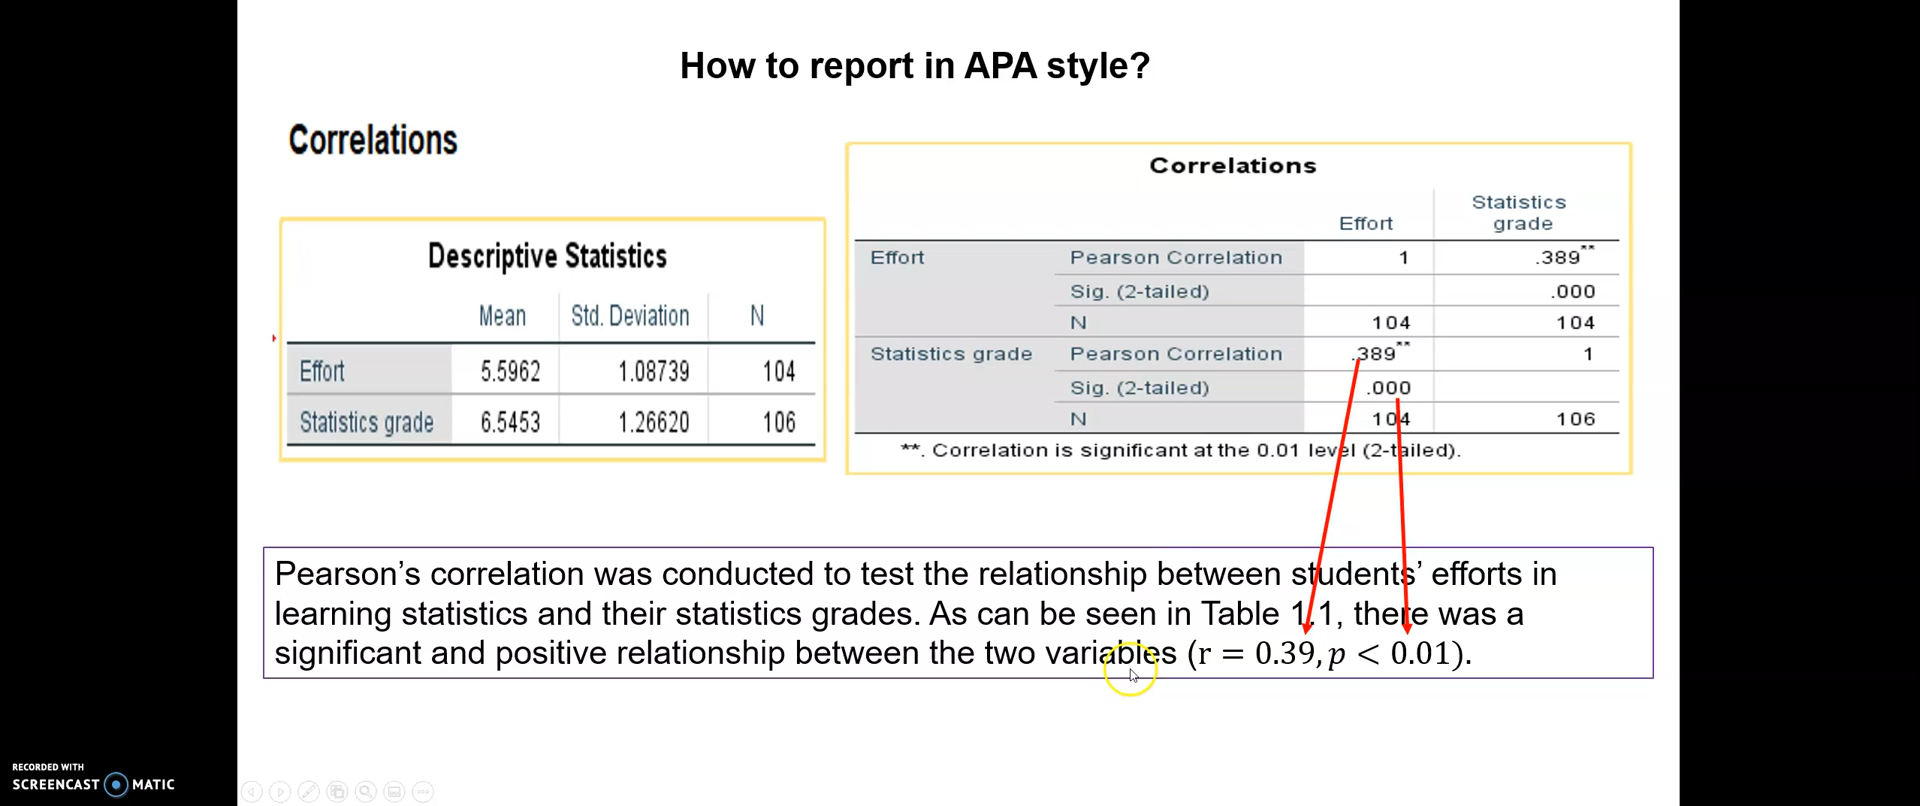 How to report in APA style?
Correlations
Descriptive Statistics
Mean Std. Deviation N
Effort 5.5962 1.08739 104
Statistics grade 6.5453 1.26620 106
Correlations
Effort Statistics grade
Effort Pearson Correlation 1 .389**
Sig. (2-tailed) .000
N 104 104
Statistics grade Pearson Correlation .389** 1
Sig. (2-tailed) .000
N 104 106
**. Correlation is significant at the 0.01 level (2-tailed).
Pearson’s correlation was conducted to test the relationship between students’ efforts in
learning statistics and their statistics grades. As can be seen in Table 1.1, there was a
significant and positive relationship between the two variables (r = 0.39, p < 0.01).
RECORDED WITH
SCREENCAST MATIC